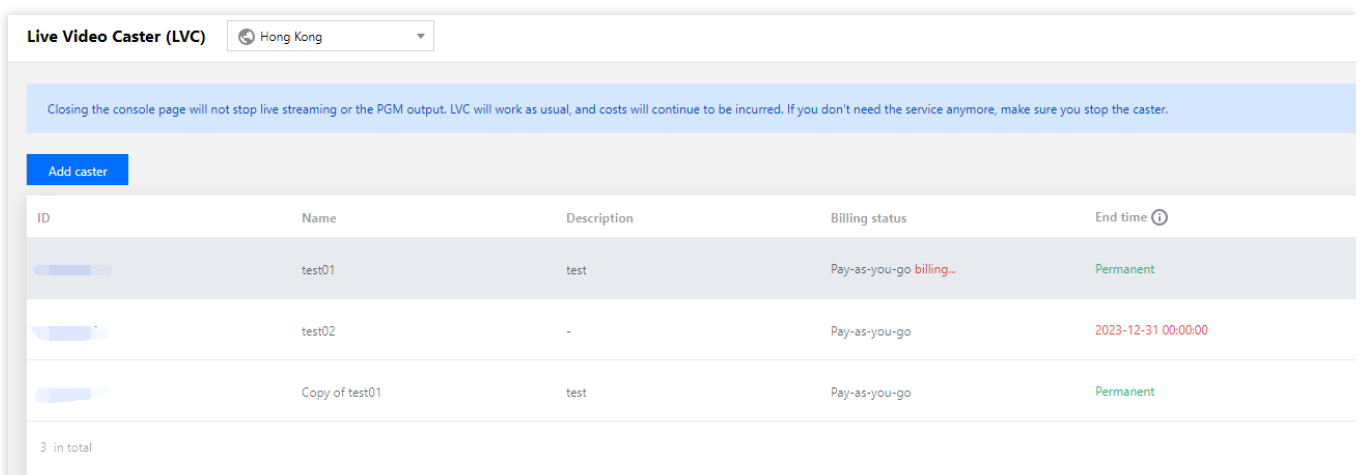 Live Video Caster (LVC) Hong Kong
Closing the console page will not stop live streaming or the PGM output. LVC will work as usual, and costs will continue to be incurred. If you don't need the service anymore, make sure you stop the caster.
Add caster
ID Name Description Billing status End time
test01 test Pay-as-you-go billing... Permanent
test02 - Pay-as-you-go 2023-12-31 00:00:00
Copy of test01 test Pay-as-you-go Permanent
3 in total